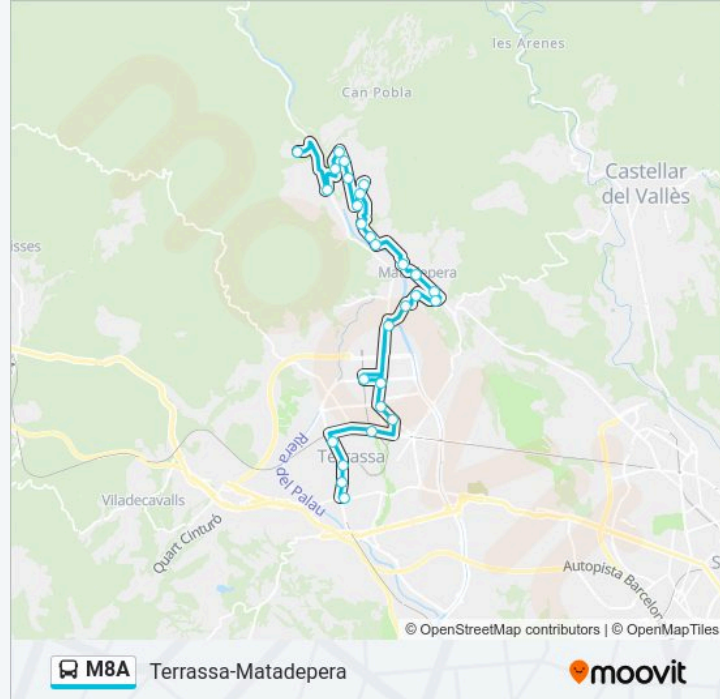 les Arenes
Can Pobla
Castellar
del Vallès
isses
Matadepera
Riera del Palau
Terrassa
Viladecavalls
Quart Cinturó
Autopista Barcelon
S
© OpenStreetMap contributors | © OpenMapTiles
M8A Terrassa-Matadepera
moovit